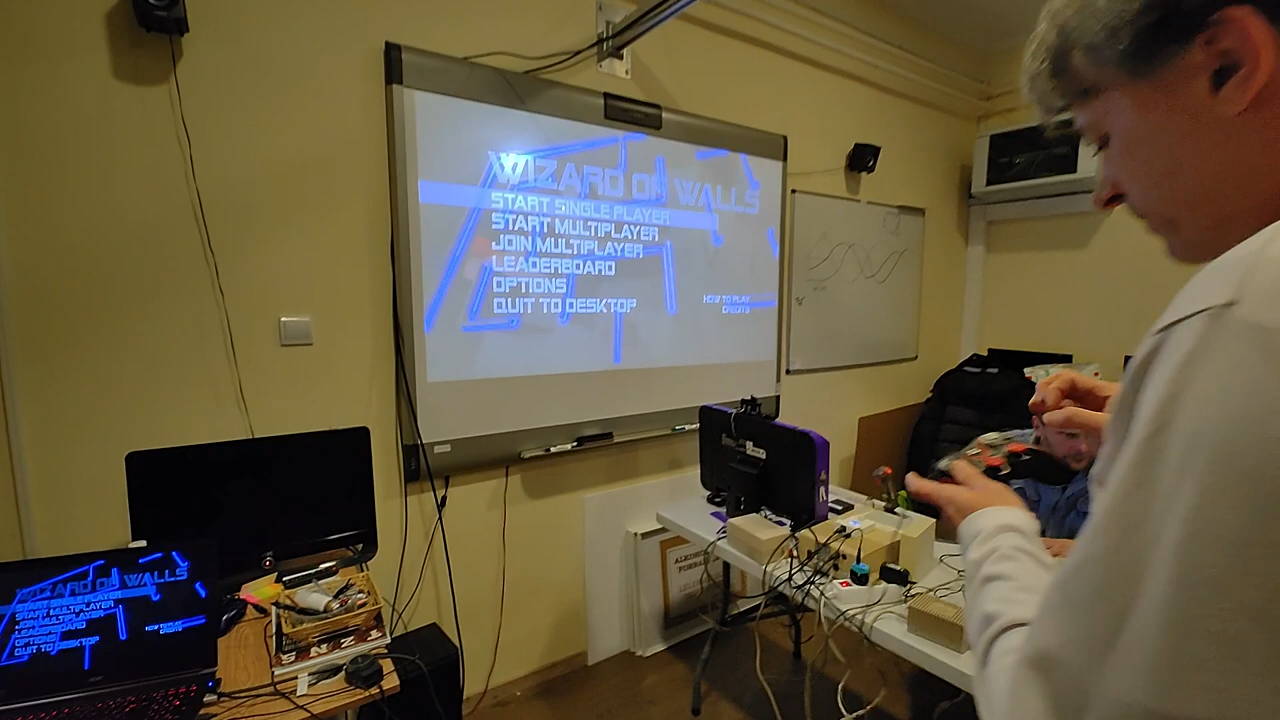 WIZARD OF WALLS
START SINGLE PLAYER
START MULTIPLAYER
JOIN MULTIPLAYER
LEADERBOARD
OPTIONS
QUIT TO DESKTOP
HOW TO PLAY
CREDITS
WIZARD OF WALLS
START SINGLE PLAYER
START MULTIPLAYER
JOIN MULTIPLAYER
LEADERBOARD
OPTIONS
QUIT TO DESKTOP
HOW TO PLAY
CREDITS